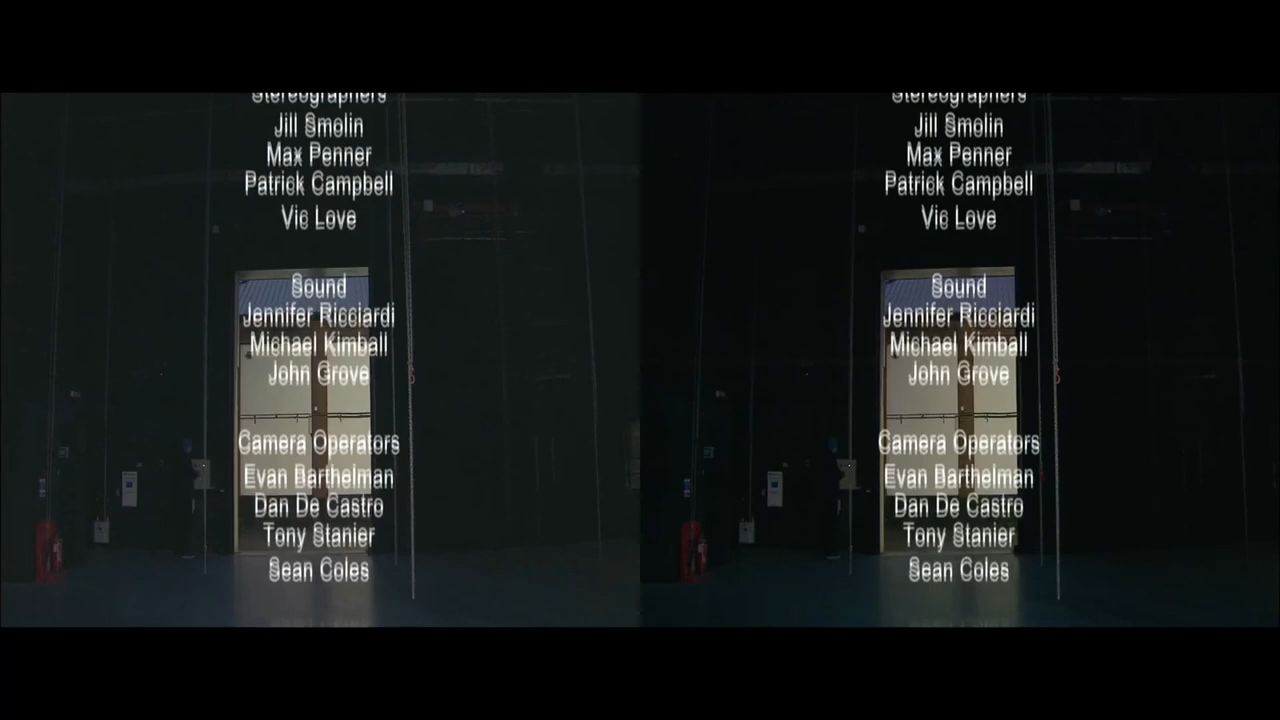 Stereographers
Jill Smolin
Max Penner
Patrick Campbell
Vic Love
Sound
Jennifer Ricciardi
Michael Kimball
John Grove
Camera Operators
Evan Barthelman
Dan De Castro
Tony Stanier
Sean Coles
Stereographers
Jill Smolin
Max Penner
Patrick Campbell
Vic Love
Sound
Jennifer Ricciardi
Michael Kimball
John Grove
Camera Operators
Evan Barthelman
Dan De Castro
Tony Stanier
Sean Coles